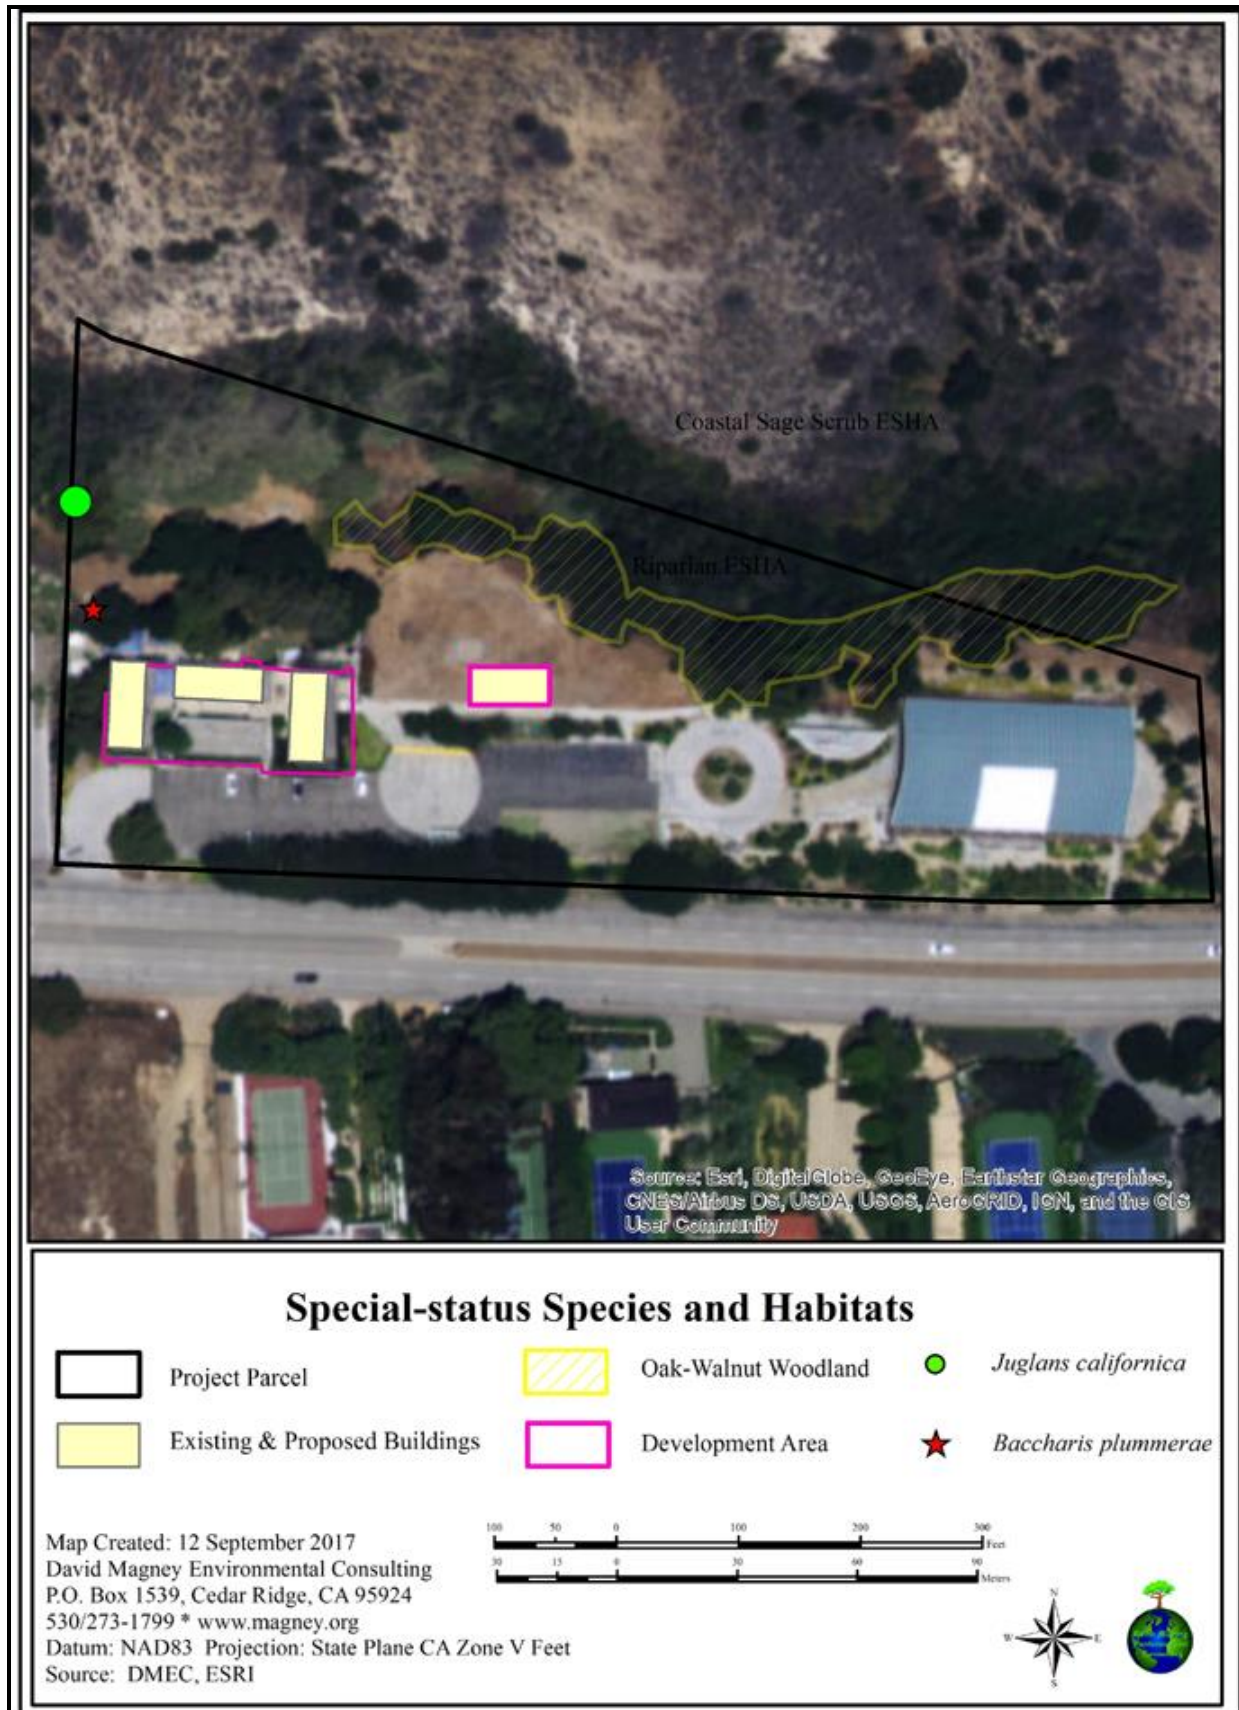 Coastal Sage Scrub ESHA
Riparian ESHA
Source: Esri, DigitalGlobe, GeoEye, Earthstar Geographics,
CNES/Airbus DS, USDA, USGS, AeroGRID, IGN, and the GIS
User Community
Special-status Species and Habitats
Project Parcel
Oak-Walnut Woodland
Juglans californica
Existing & Proposed Buildings
Development Area
Baccharis plummerae
Map Created: 12 September 2017
David Magney Environmental Consulting
P.O. Box 1539, Cedar Ridge, CA 95924
530/273-1799 * www.magney.org
Datum: NAD83 Projection: State Plane CA Zone V Feet
Source: DMEC, ESRI
100 50 0 100 200 300
Feet
30 15 0 30 60 90
Meters
N
W E
S